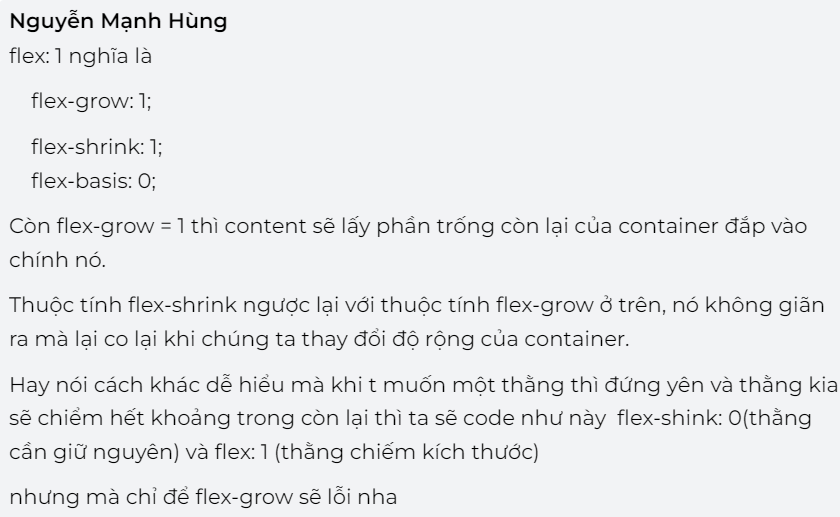 Nguyễn Mạnh Hùng
flex: 1 nghĩa là
flex-grow: 1;
flex-shrink: 1;
flex-basis: 0;
Còn flex-grow = 1 thì content sẽ lấy phần trống còn lại của container đắp vào
chính nó.
Thuộc tính flex-shrink ngược lại với thuộc tính flex-grow ở trên, nó không giãn
ra mà lại co lại khi chúng ta thay đổi độ rộng của container.
Hay nói cách khác dễ hiểu mà khi t muốn một thằng thì đứng yên và thằng kia
sẽ chiếm hết khoảng trong còn lại thì ta sẽ code như này  flex-shink: 0(thằng
cần giữ nguyên) và flex: 1 (thằng chiếm kích thước)
nhưng mà chỉ để flex-grow sẽ lỗi nha